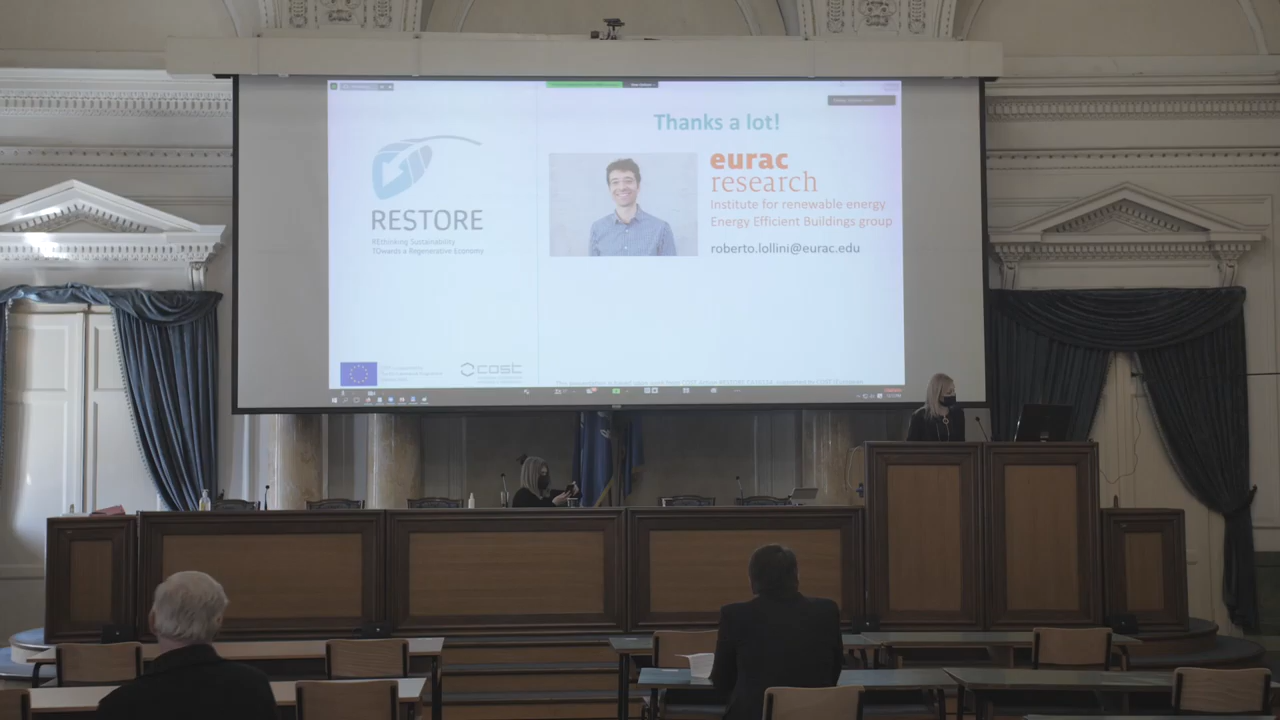 Thanks a lot!
RESTORE
REthinking Sustainability
TOwards a Regenerative Economy
eurac
research
Institute for renewable energy
Energy Efficient Buildings group
roberto.lollini@eurac.edu
cost